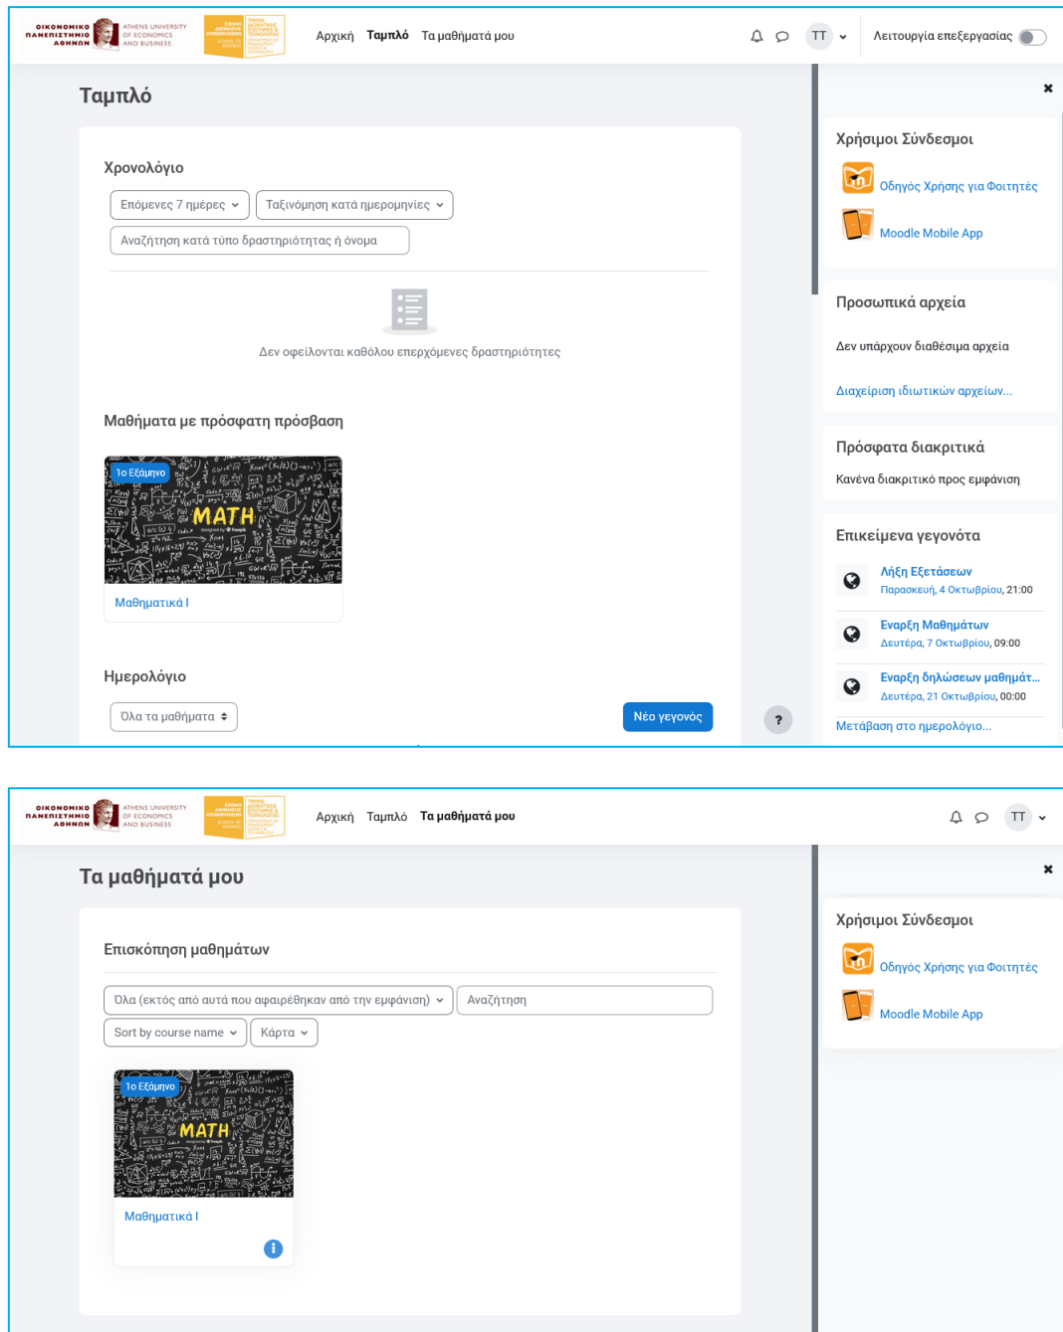 ΟΙΚΟΝΟΜΙΚΟ
ΠΑΝΕΠΙΣΤΗΜΙΟ
ΑΘΗΝΩΝ
ATHENS UNIVERSITY
OF ECONOMICS
AND BUSINESS
Αρχική Ταμπλό Τα μαθήματά μου
TT
Λειτουργία επεξεργασίας
Ταμπλό
Χρονολόγιο
Επόμενες 7 ημέρες
Ταξινόμηση κατά ημερομηνίες
Αναζήτηση κατά τύπο δραστηριότητας ή όνομα
Δεν οφείλονται καθόλου επερχόμενες δραστηριότητες
Μαθήματα με πρόσφατη πρόσβαση
1ο Εξάμηνο
MATH
Μαθηματικά Ι
Ημερολόγιο
Όλα τα μαθήματα
Νέο γεγονός
?
Χρήσιμοι Σύνδεσμοι
Οδηγός Χρήσης για Φοιτητές
Moodle Mobile App
Προσωπικά αρχεία
Δεν υπάρχουν διαθέσιμα αρχεία
Διαχείριση ιδιωτικών αρχείων...
Πρόσφατα διακριτικά
Κανένα διακριτικό προς εμφάνιση
Επικείμενα γεγονότα
Λήξη Εξετάσεων
Παρασκευή, 4 Οκτωβρίου, 21:00
Εναρξη Μαθημάτων
Δευτέρα, 7 Οκτωβρίου, 09:00
Εναρξη δηλώσεων μαθημάτ...
Δευτέρα, 21 Οκτωβρίου, 00:00
Μετάβαση στο ημερολόγιο...
ΟΙΚΟΝΟΜΙΚΟ
ΠΑΝΕΠΙΣΤΗΜΙΟ
ΑΘΗΝΩΝ
ATHENS UNIVERSITY
OF ECONOMICS
AND BUSINESS
Αρχική Ταμπλό Τα μαθήματά μου
TT
Τα μαθήματά μου
Επισκόπηση μαθημάτων
Όλα (εκτός από αυτά που αφαιρέθηκαν από την εμφάνιση)
Αναζήτηση
Sort by course name
Κάρτα
1ο Εξάμηνο
MATH
Μαθηματικά Ι
Χρήσιμοι Σύνδεσμοι
Οδηγός Χρήσης για Φοιτητές
Moodle Mobile App